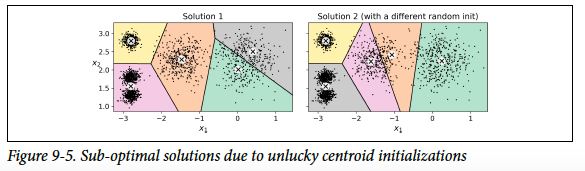 Solution 1
Solution 2 (with a different random init)
3.0
2.5
x2
2.0
1.5
1.0
−3 −2 −1 0 1
x1
−3 −2 −1 0 1
x1
Figure 9-5. Sub-optimal solutions due to unlucky centroid initializations